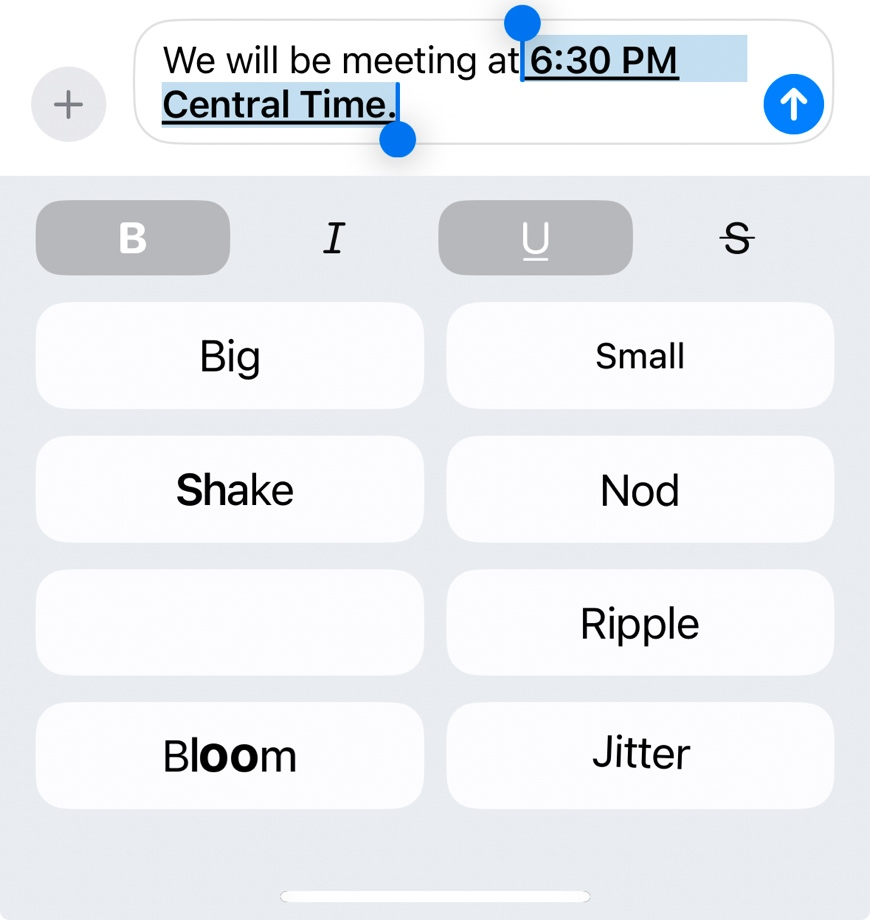 We will be meeting at 6:30 PM
Central Time.
B I U S
Big Small
Shake Nod
Ripple
Bloom Jitter